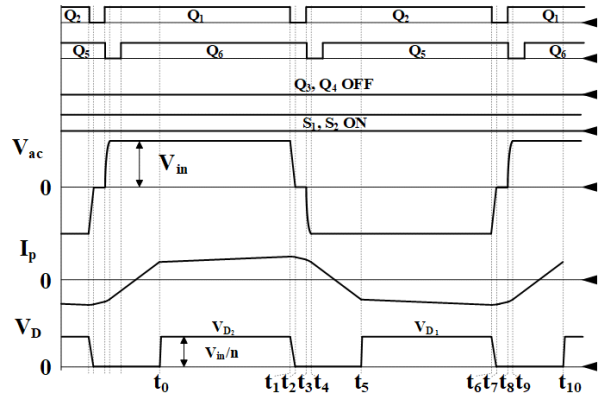 Q₂ Q₁ Q₂ Q₁
Q₅ Q₆ Q₅ Q₆
Q₃, Q₄ OFF
S₁, S₂ ON
Vac
Vin
0
Ip
0
VD
VD₂ VD₁
Vin/n
0
t₀ t₁ t₂ t₃ t₄ t₅ t₆ t₇ t₈ t₉ t₁₀